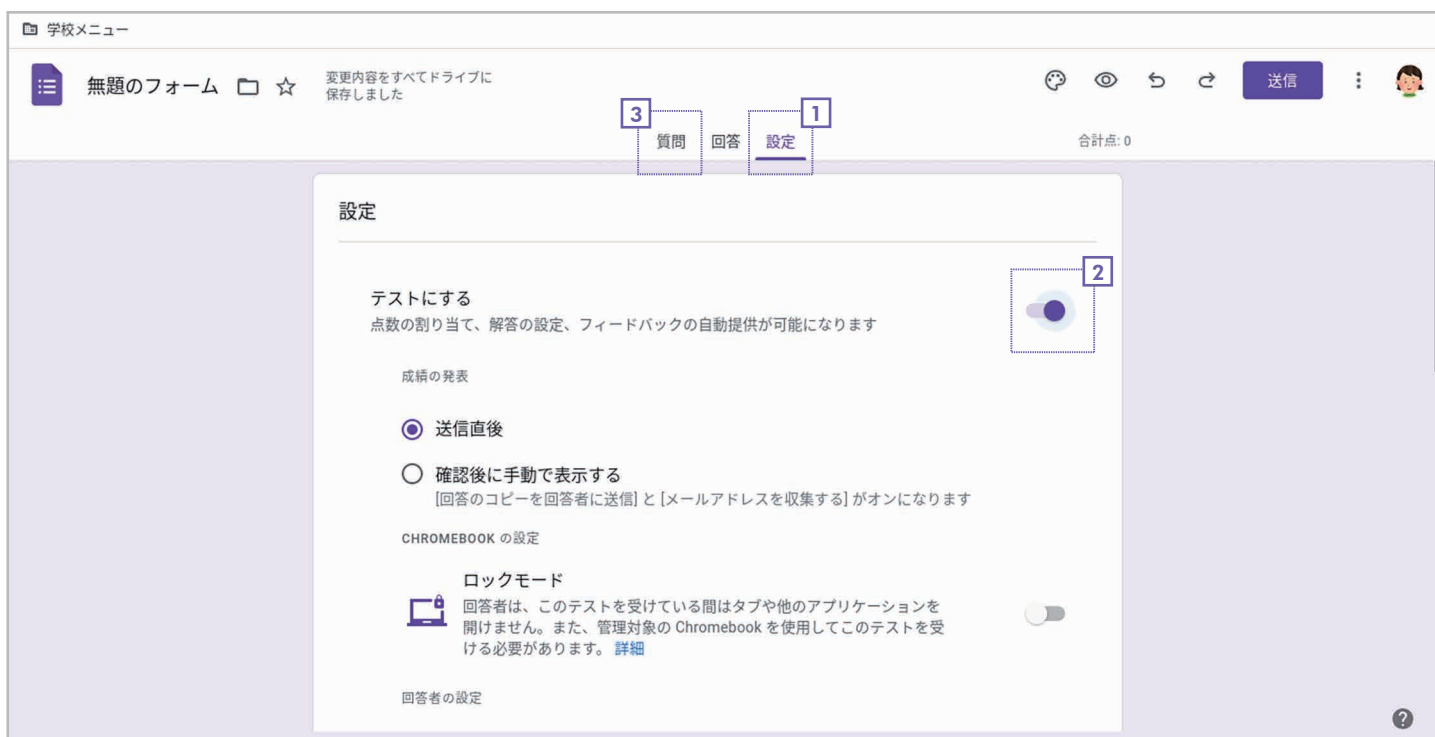 学校メニュー
無題のフォーム
変更内容をすべてドライブに
保存しました
送信
3
1
質問 回答 設定
合計点: 0
設定
2
テストにする
点数の割り当て、解答の設定、フィードバックの自動提供が可能になります
成績の発表
送信直後
確認後に手動で表示する
[回答のコピーを回答者に送信] と [メールアドレスを収集する] がオンになります
CHROMEBOOK の設定
ロックモード
回答者は、このテストを受けている間はタブや他のアプリケーションを
開けません。また、管理対象の Chromebook を使用してこのテストを受
ける必要があります。 詳細
回答者の設定